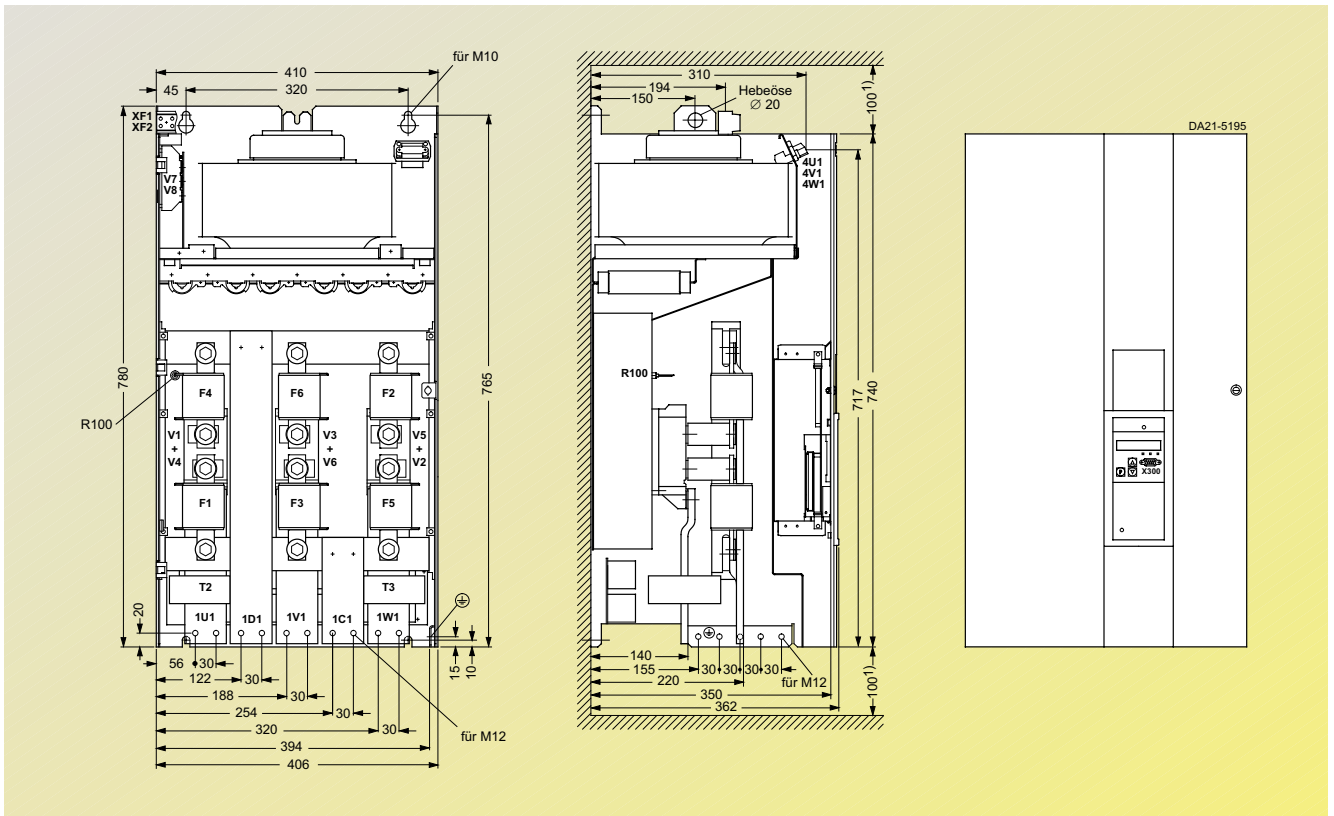 für M10
410
45
320
XF1
XF2
V7
V8
780
765
F4
F6
F2
R100
V1
+
V4
V3
+
V6
V5
+
V2
F1
F3
F5
T2
T3
20
1U1
1D1
1V1
1C1
1W1
15
10
56
30
122
30
188
30
254
30
320
30
für M12
394
406
310
194
150
Hebeöse
∅ 20
100 1)
4U1
4V1
4W1
R100
717
740
140
155
30
30
30
30
220
für M12
350
362
100 1)
DA21-5195
P
X300